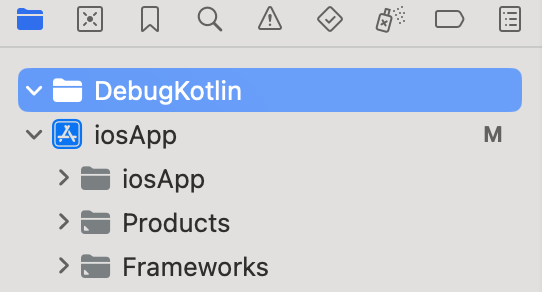 DebugKotlin
iosApp M
iosApp
Products
Frameworks